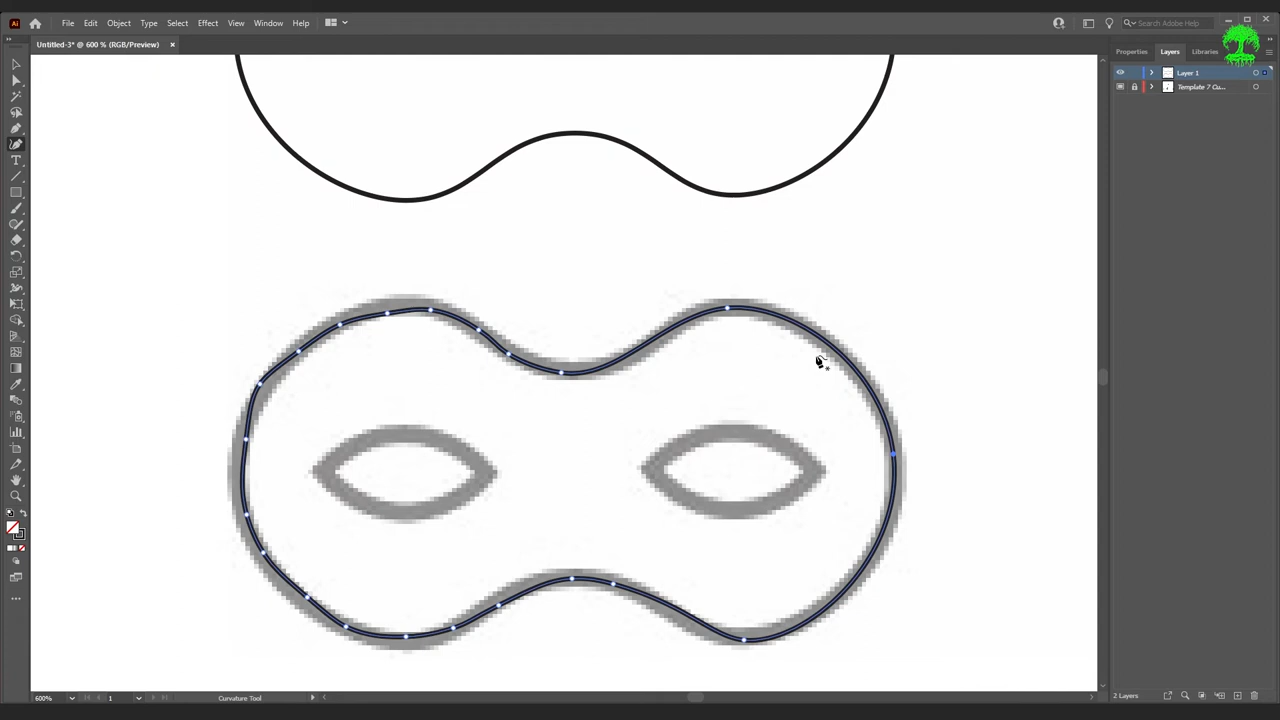 Ai File Edit Object Type Select Effect View Window Help Search Adobe Help
Untitled-3* @ 600 % (RGB/Preview) ×
Properties Layers Libraries
Layer 1
Template 7 Cu...
600% 1 Curvature Tool 2 Layers